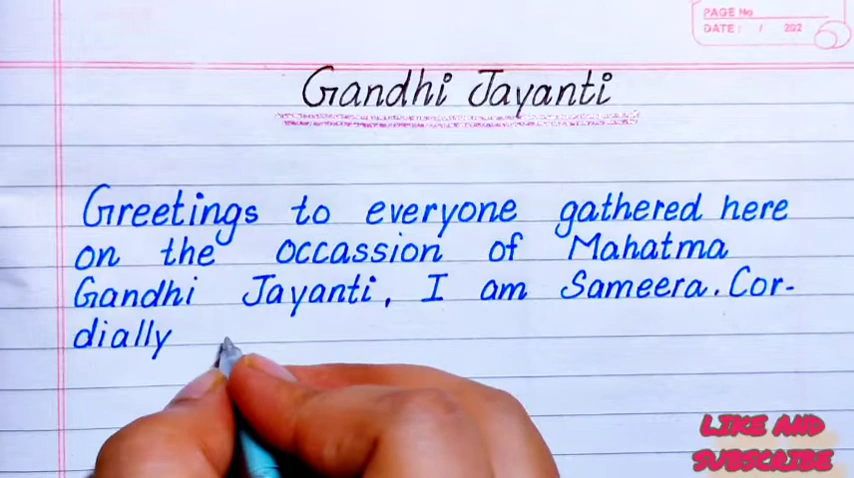 PAGE No
DATE: / 202
Gandhi Jayanti
Greetings to everyone gathered here
on the occassion of Mahatma
Gandhi Jayanti, I am Sameera. Cor-
dially
LIKE AND
SUBSCRIBE